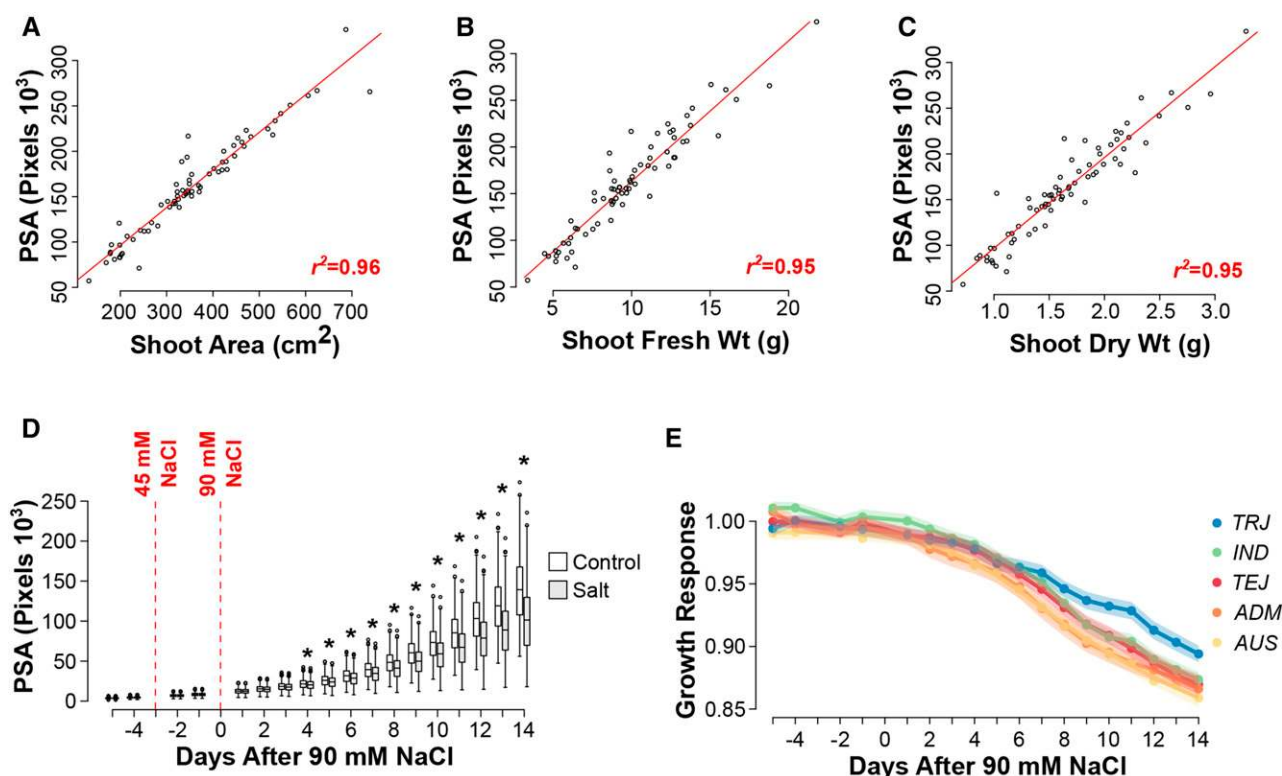 A
PSA (Pixels 10³)
50 100 150 200 250 300
200 300 400 500 600 700
Shoot Area (cm²)
r²=0.96
B
PSA (Pixels 10³)
50 100 150 200 250 300
5 10 15 20
Shoot Fresh Wt (g)
r²=0.95
C
PSA (Pixels 10³)
50 100 150 200 250 300
1.0 1.5 2.0 2.5 3.0
Shoot Dry Wt (g)
r²=0.95
D
45 mM
NaCl
90 mM
NaCl
* * * * * * * * * * *
PSA (Pixels 10³)
0 50 100 150 200 250
-4 -2 0 2 4 6 8 10 12 14
Days After 90 mM NaCl
Control
Salt
E
Growth Response
0.85 0.90 0.95 1.00
-4 -2 0 2 4 6 8 10 12 14
Days After 90 mM NaCl
TRJ
IND
TEJ
ADM
AUS